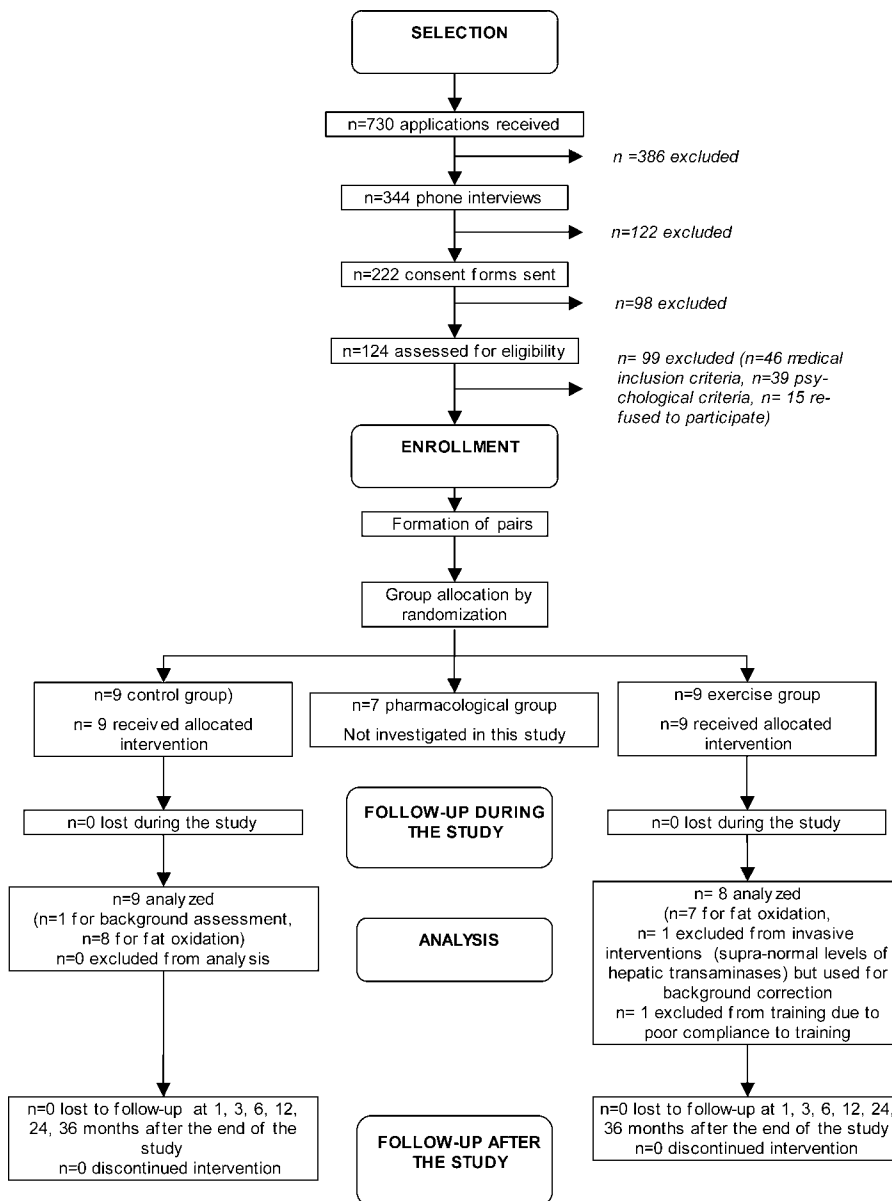 SELECTION
n=730 applications received
n =386 excluded
n=344 phone interviews
n=122 excluded
n=222 consent forms sent
n=98 excluded
n=124 assessed for eligibility
n= 99 excluded (n=46 medical
inclusion criteria, n=39 psy-
chological criteria, n= 15 re-
fused to participate)
ENROLLMENT
Formation of pairs
Group allocation by
randomization
n=9 control group)
n= 9 received allocated
intervention
n=7 pharmacological group
Not investigated in this study
n=9 exercise group
n=9 received allocated
intervention
FOLLOW-UP DURING
THE STUDY
n=0 lost during the study
n=0 lost during the study
n=9 analyzed
(n=1 for background assessment,
n=8 for fat oxidation)
n=0 excluded from analysis
ANALYSIS
n= 8 analyzed
(n=7 for fat oxidation,
n= 1 excluded from invasive
interventions (supra-normal levels of
hepatic transaminases) but used for
background correction
n= 1 excluded from training due to
poor compliance to training
n=0 lost to follow-up at 1, 3, 6, 12,
24, 36 months after the end of the
study
n=0 discontinued intervention
FOLLOW-UP AFTER
THE STUDY
n=0 lost to follow-up at 1, 3, 6, 12, 24,
36 months after the end of the study
n=0 discontinued intervention